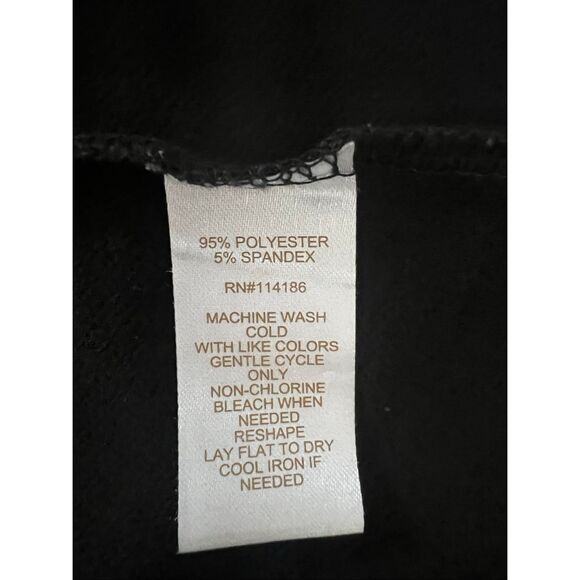 95% POLYESTER
5% SPANDEX
RN#114186
MACHINE WASH
COLD
WITH LIKE COLORS
GENTLE CYCLE
ONLY
NON-CHLORINE
BLEACH WHEN
NEEDED
RESHAPE
LAY FLAT TO DRY
COOL IRON IF
NEEDED